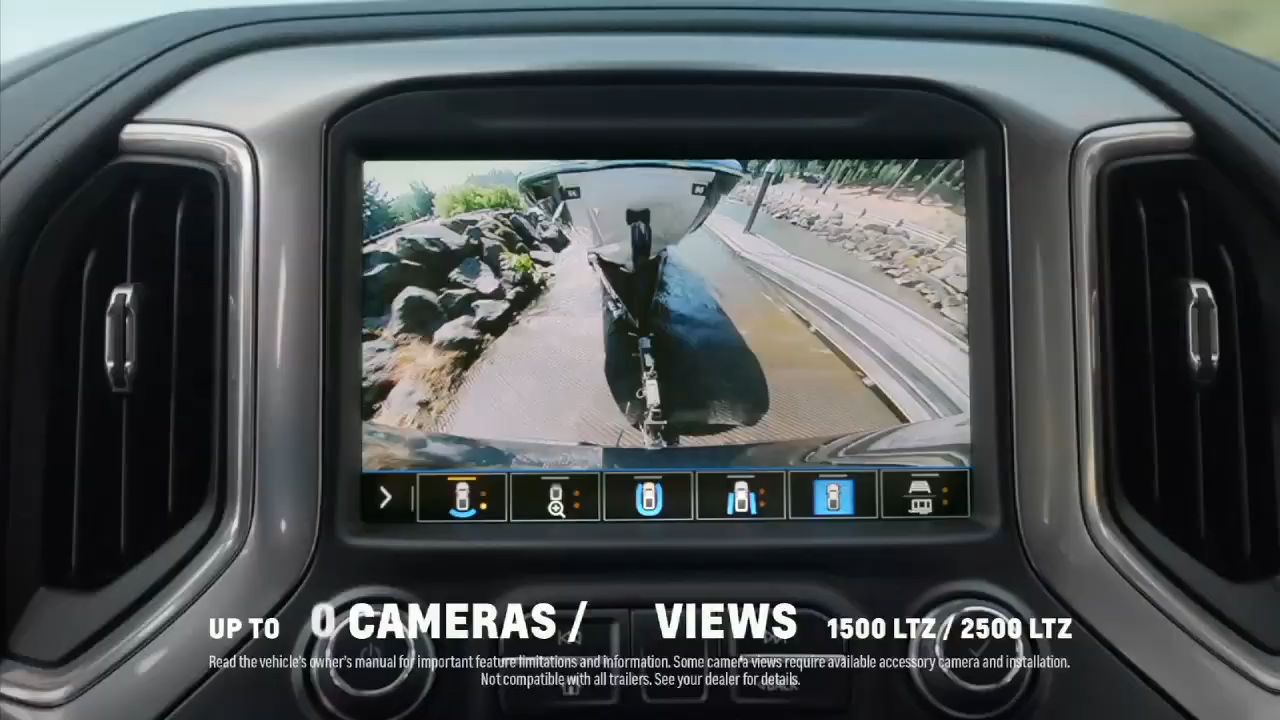 UP TO 0 CAMERAS / VIEWS 1500 LTZ / 2500 LTZ
Read the vehicle's owner's manual for important feature limitations and information. Some camera views require available accessory camera and installation.
Not compatible with all trailers. See your dealer for details.
BACK